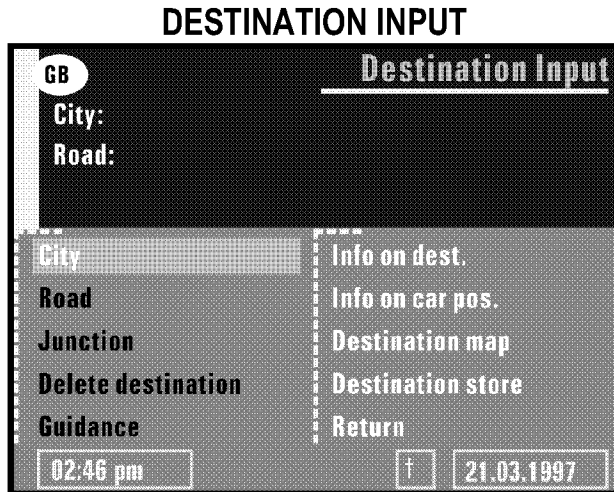 DESTINATION INPUT
GB
Destination Input
City:
Road:
City
Road
Junction
Delete destination
Guidance
Info on dest.
Info on car pos.
Destination map
Destination store
Return
02:46 pm
†
21.03.1997